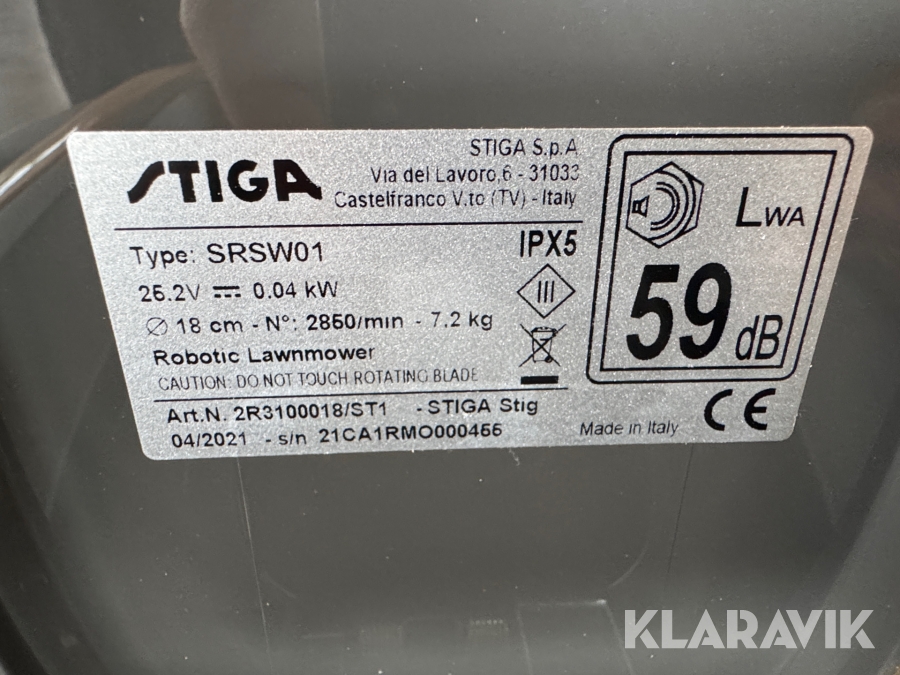 STIGA
STIGA S.p.A
Via del Lavoro,6 - 31033
Castelfranco V.to (TV) - Italy
Type: SRSW01
IPX5
25.2V ⎓ 0.04 kW
III
∅ 18 cm - N°: 2850/min - 7,2 kg
Robotic Lawnmower
CAUTION: DO NOT TOUCH ROTATING BLADE
LWA
59 dB
Art.N. 2R3100018/ST1 - STIGA Stig
04/2021 - s/n 21CA1RMO000456
Made in Italy
CE
KLARAVIK